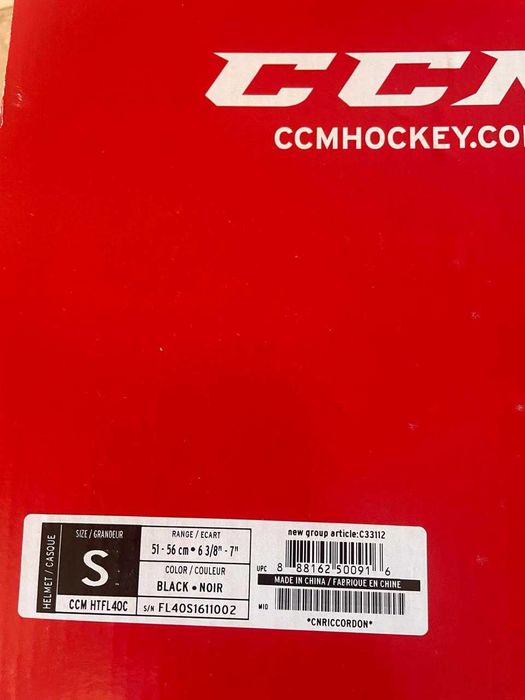 CCM
CCMHOCKEY.CO
HELMET / CASQUE
SIZE / GRANDEUR
S
CCM HTFL40C
RANGE / ECART
51 - 56 cm • 6 3/8" - 7"
COLOR / COULEUR
BLACK • NOIR
S/N FL40S1611002
new group article:C33112
UPC 8 88162 50091 6
MADE IN CHINA / FABRIQUE EN CHINE
MIO
*CNRICCORDON*